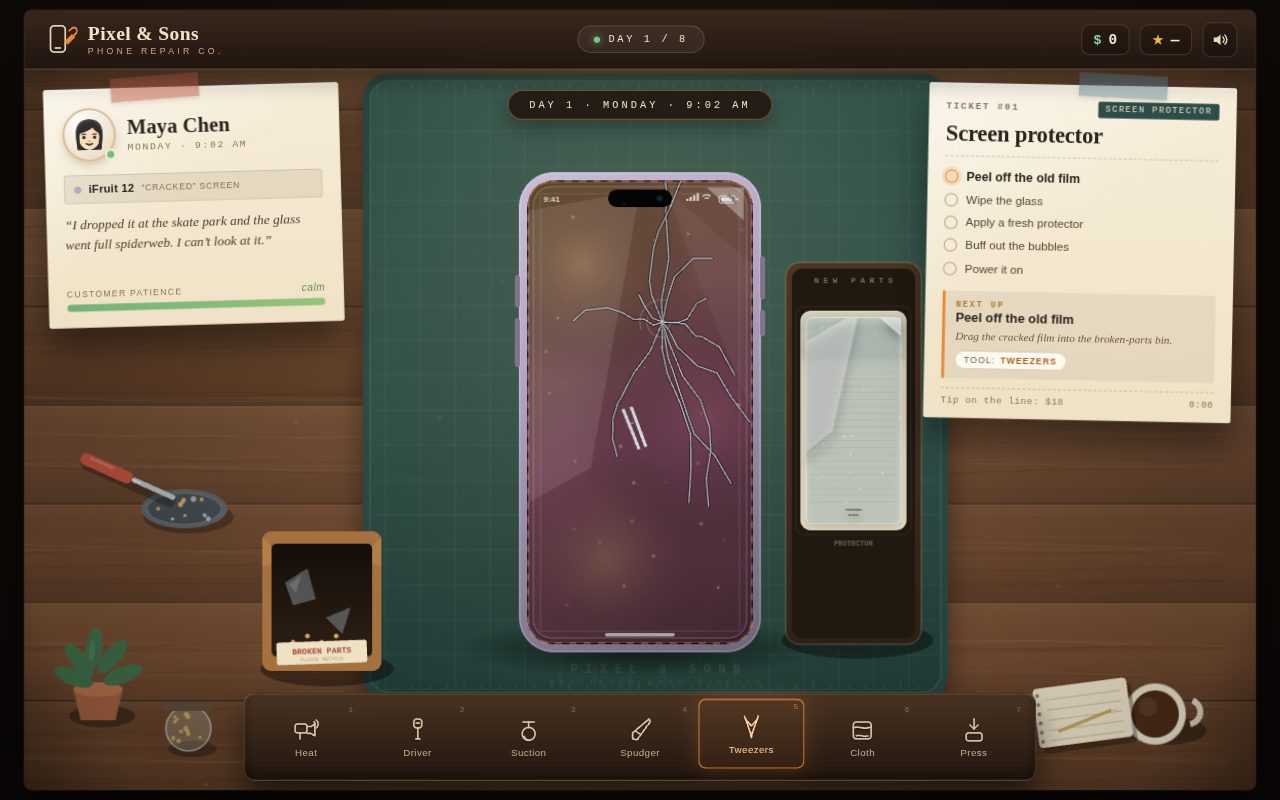 Pixel & Sons
PHONE REPAIR CO.
DAY 1 / 8
$ 0
★ —
DAY 1 · MONDAY · 9:02 AM
Maya Chen
MONDAY · 9:02 AM
iFruit 12 “CRACKED” SCREEN
“I dropped it at the skate park and the glass
went full spiderweb. I can’t look at it.”
CUSTOMER PATIENCE calm
9:41
NEW PARTS
PROTECTOR
TICKET #01
SCREEN PROTECTOR
Screen protector
Peel off the old film
Wipe the glass
Apply a fresh protector
Buff out the bubbles
Power it on
NEXT UP
Peel off the old film
Drag the cracked film into the broken-parts bin.
TOOL: TWEEZERS
Tip on the line: $18 0:00
BROKEN PARTS
PLEASE RECYCLE
PIXEL & SONS
1
Heat
2
Driver
3
Suction
4
Spudger
5
Tweezers
6
Cloth
7
Press